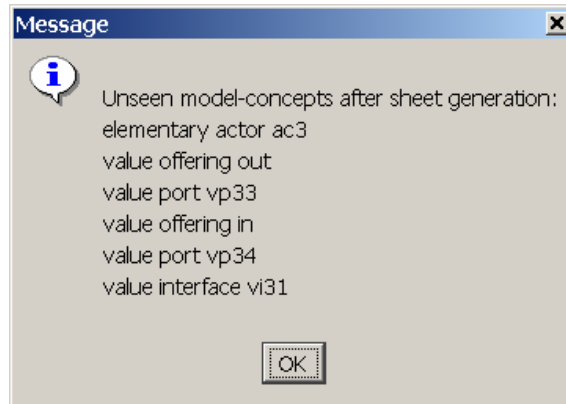 Message
Unseen model-concepts after sheet generation:
elementary actor ac3
value offering out
value port vp33
value offering in
value port vp34
value interface vi31
OK